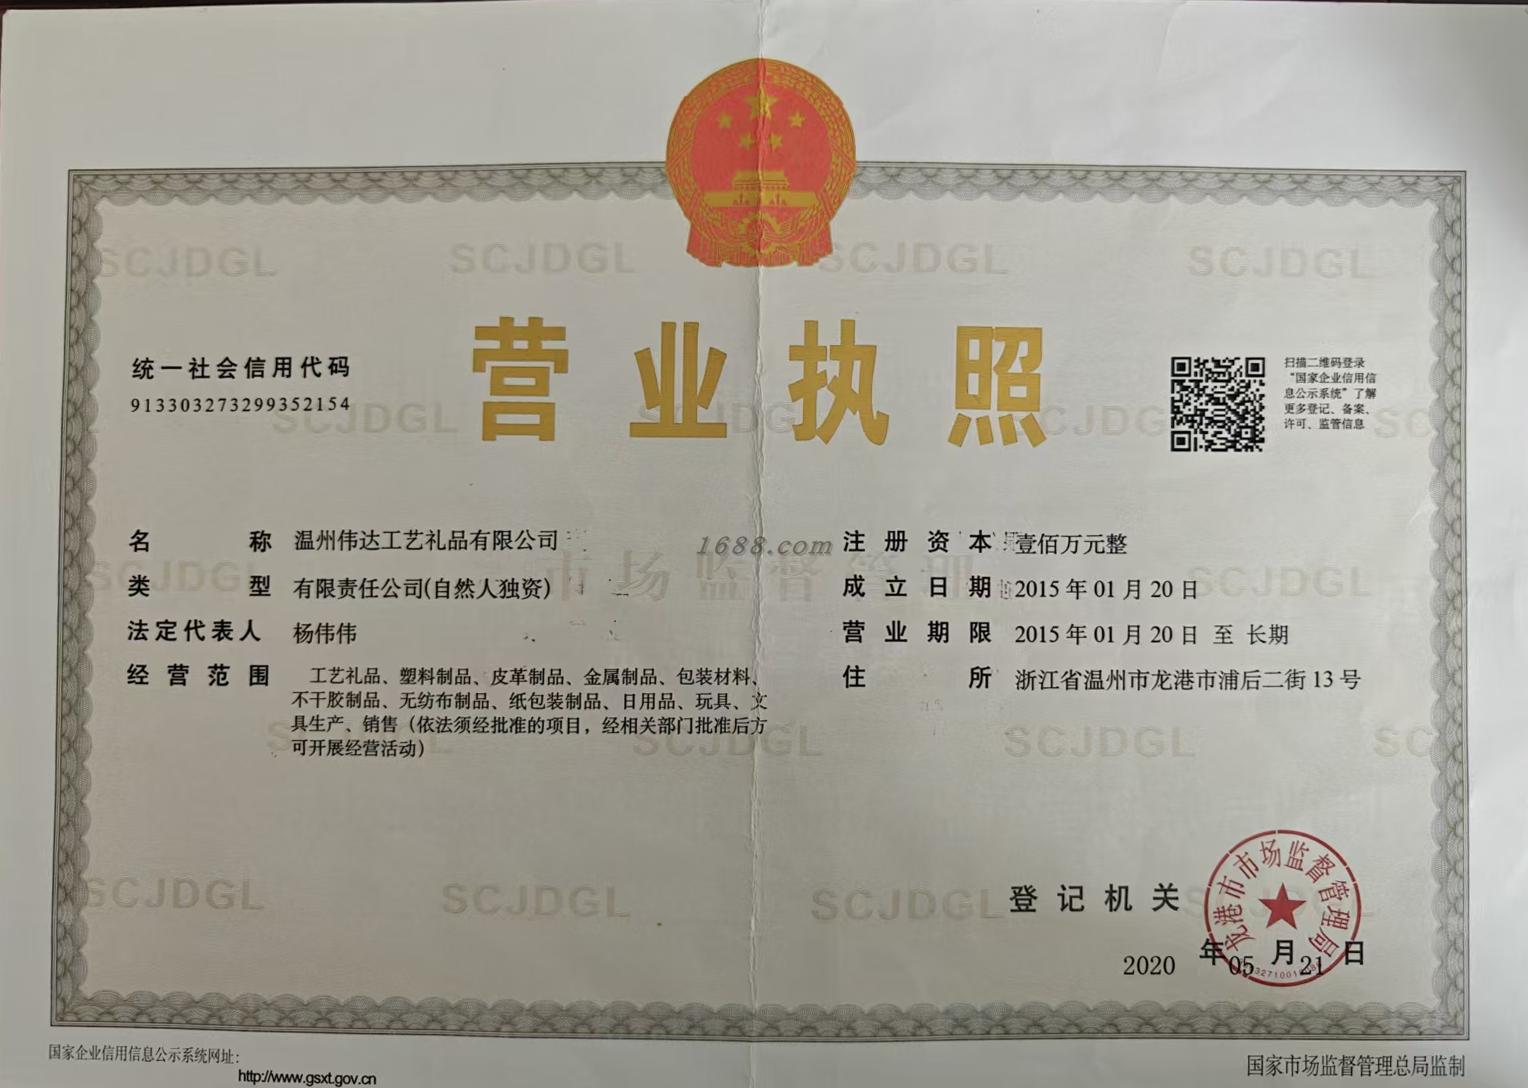 营业执照
统一社会信用代码
913303273299352154
扫描二维码登录
“国家企业信用信
息公示系统”了解
更多登记、备案、
许可、监管信息
名称 温州伟达工艺礼品有限公司
类型 有限责任公司(自然人独资)
法定代表人 杨伟伟
经营范围 工艺礼品、塑料制品、皮革制品、金属制品、包装材料、
不干胶制品、无纺布制品、纸包装制品、日用品、玩具、文
具生产、销售（依法须经批准的项目，经相关部门批准后方
可开展经营活动）
1688.com
市场监督管理
注册资本 壹佰万元整
成立日期 2015年01月20日
营业期限 2015年01月20日 至 长期
住所 浙江省温州市龙港市浦后二街13号
SCJDGL
SCJDGL
SCJDGL
SCJDGL
登记机关
龙港市市场监督管理局
2020年05月21日
国家企业信用信息公示系统网址：
http://www.gsxt.gov.cn
国家市场监督管理总局监制